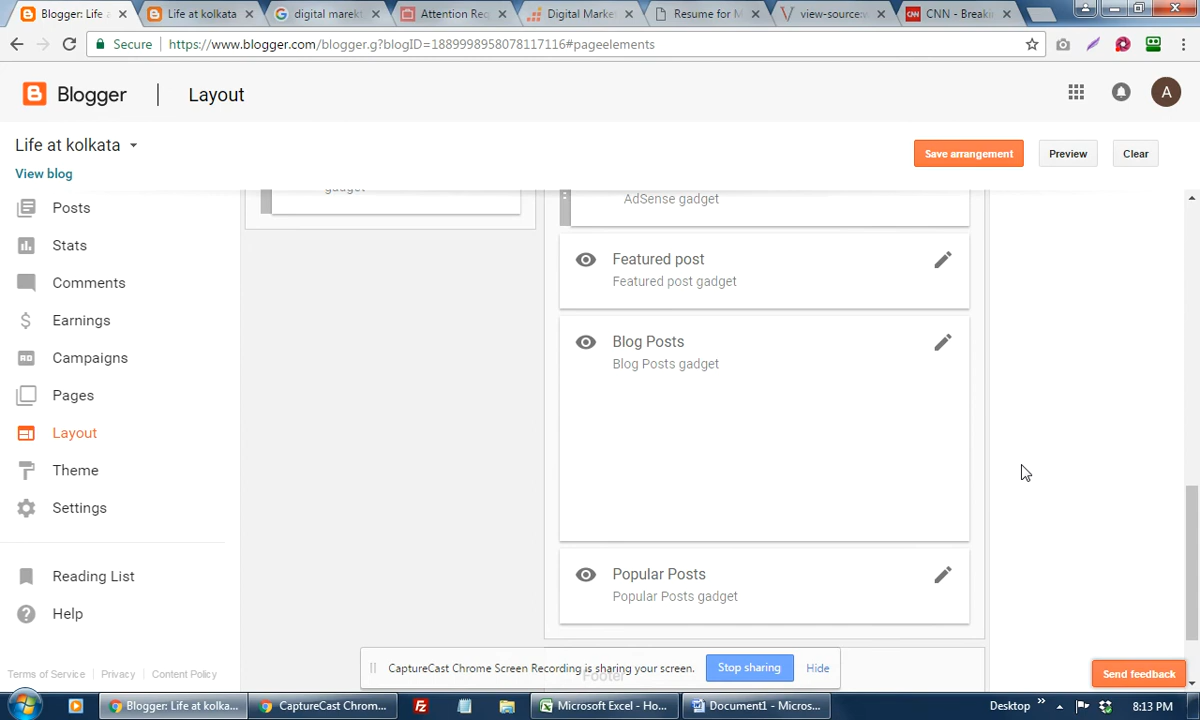 Blogger: Life
Life at kolkata
digital marekt
Attention Rec
Digital Marke
Resume for M
view-source:
CNN - Breaki
Secure
https://www.blogger.com/blogger.g?blogID=1889998958078117116#pageelements
Blogger
Layout
A
Life at kolkata
Save arrangement
Preview
Clear
View blog
gadget
AdSense gadget
Posts
Stats
Comments
Earnings
Campaigns
Pages
Layout
Theme
Settings
Reading List
Help
Featured post
Featured post gadget
Blog Posts
Blog Posts gadget
Popular Posts
Popular Posts gadget
Footer
CaptureCast Chrome Screen Recording is sharing your screen.
Stop sharing
Hide
Terms of Service
Privacy
Content Policy
Send feedback
Blogger: Life at kolka...
CaptureCast Chrom...
Microsoft Excel - Ho...
Document1 - Micros...
Desktop
8:13 PM